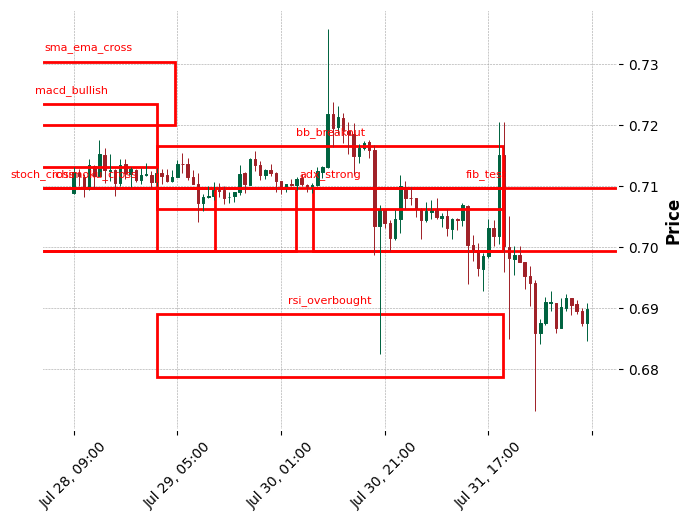 sma_ema_cross
0.73
macd_bullish
0.72
bb_breakout
stoch_cross
adx_strong
fib_test
0.71
0.70
Price
rsi_overbought
0.69
0.68
Jul 28, 09:00
Jul 29, 05:00
Jul 30, 01:00
Jul 30, 21:00
Jul 31, 17:00